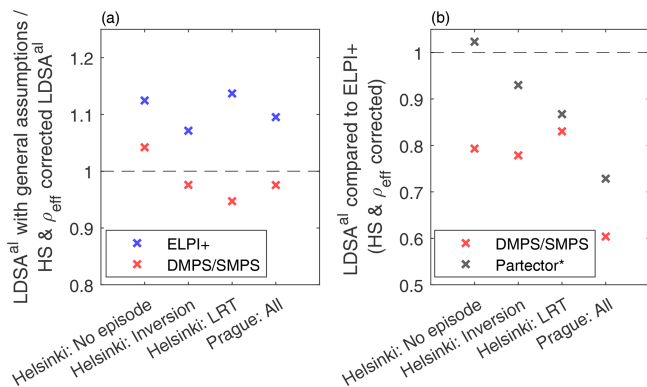 (a)
LDSA^al with general assumptions /
HS & ρ_eff corrected LDSA^al
1.2
1.1
1
0.9
0.8
ELPI+
DMPS/SMPS
Helsinki: No episode
Helsinki: Inversion
Helsinki: LRT
Prague: All
(b)
LDSA^al compared to ELPI+
(HS & ρ_eff corrected)
1
0.9
0.8
0.7
0.6
0.5
DMPS/SMPS
Partector*
Helsinki: No episode
Helsinki: Inversion
Helsinki: LRT
Prague: All